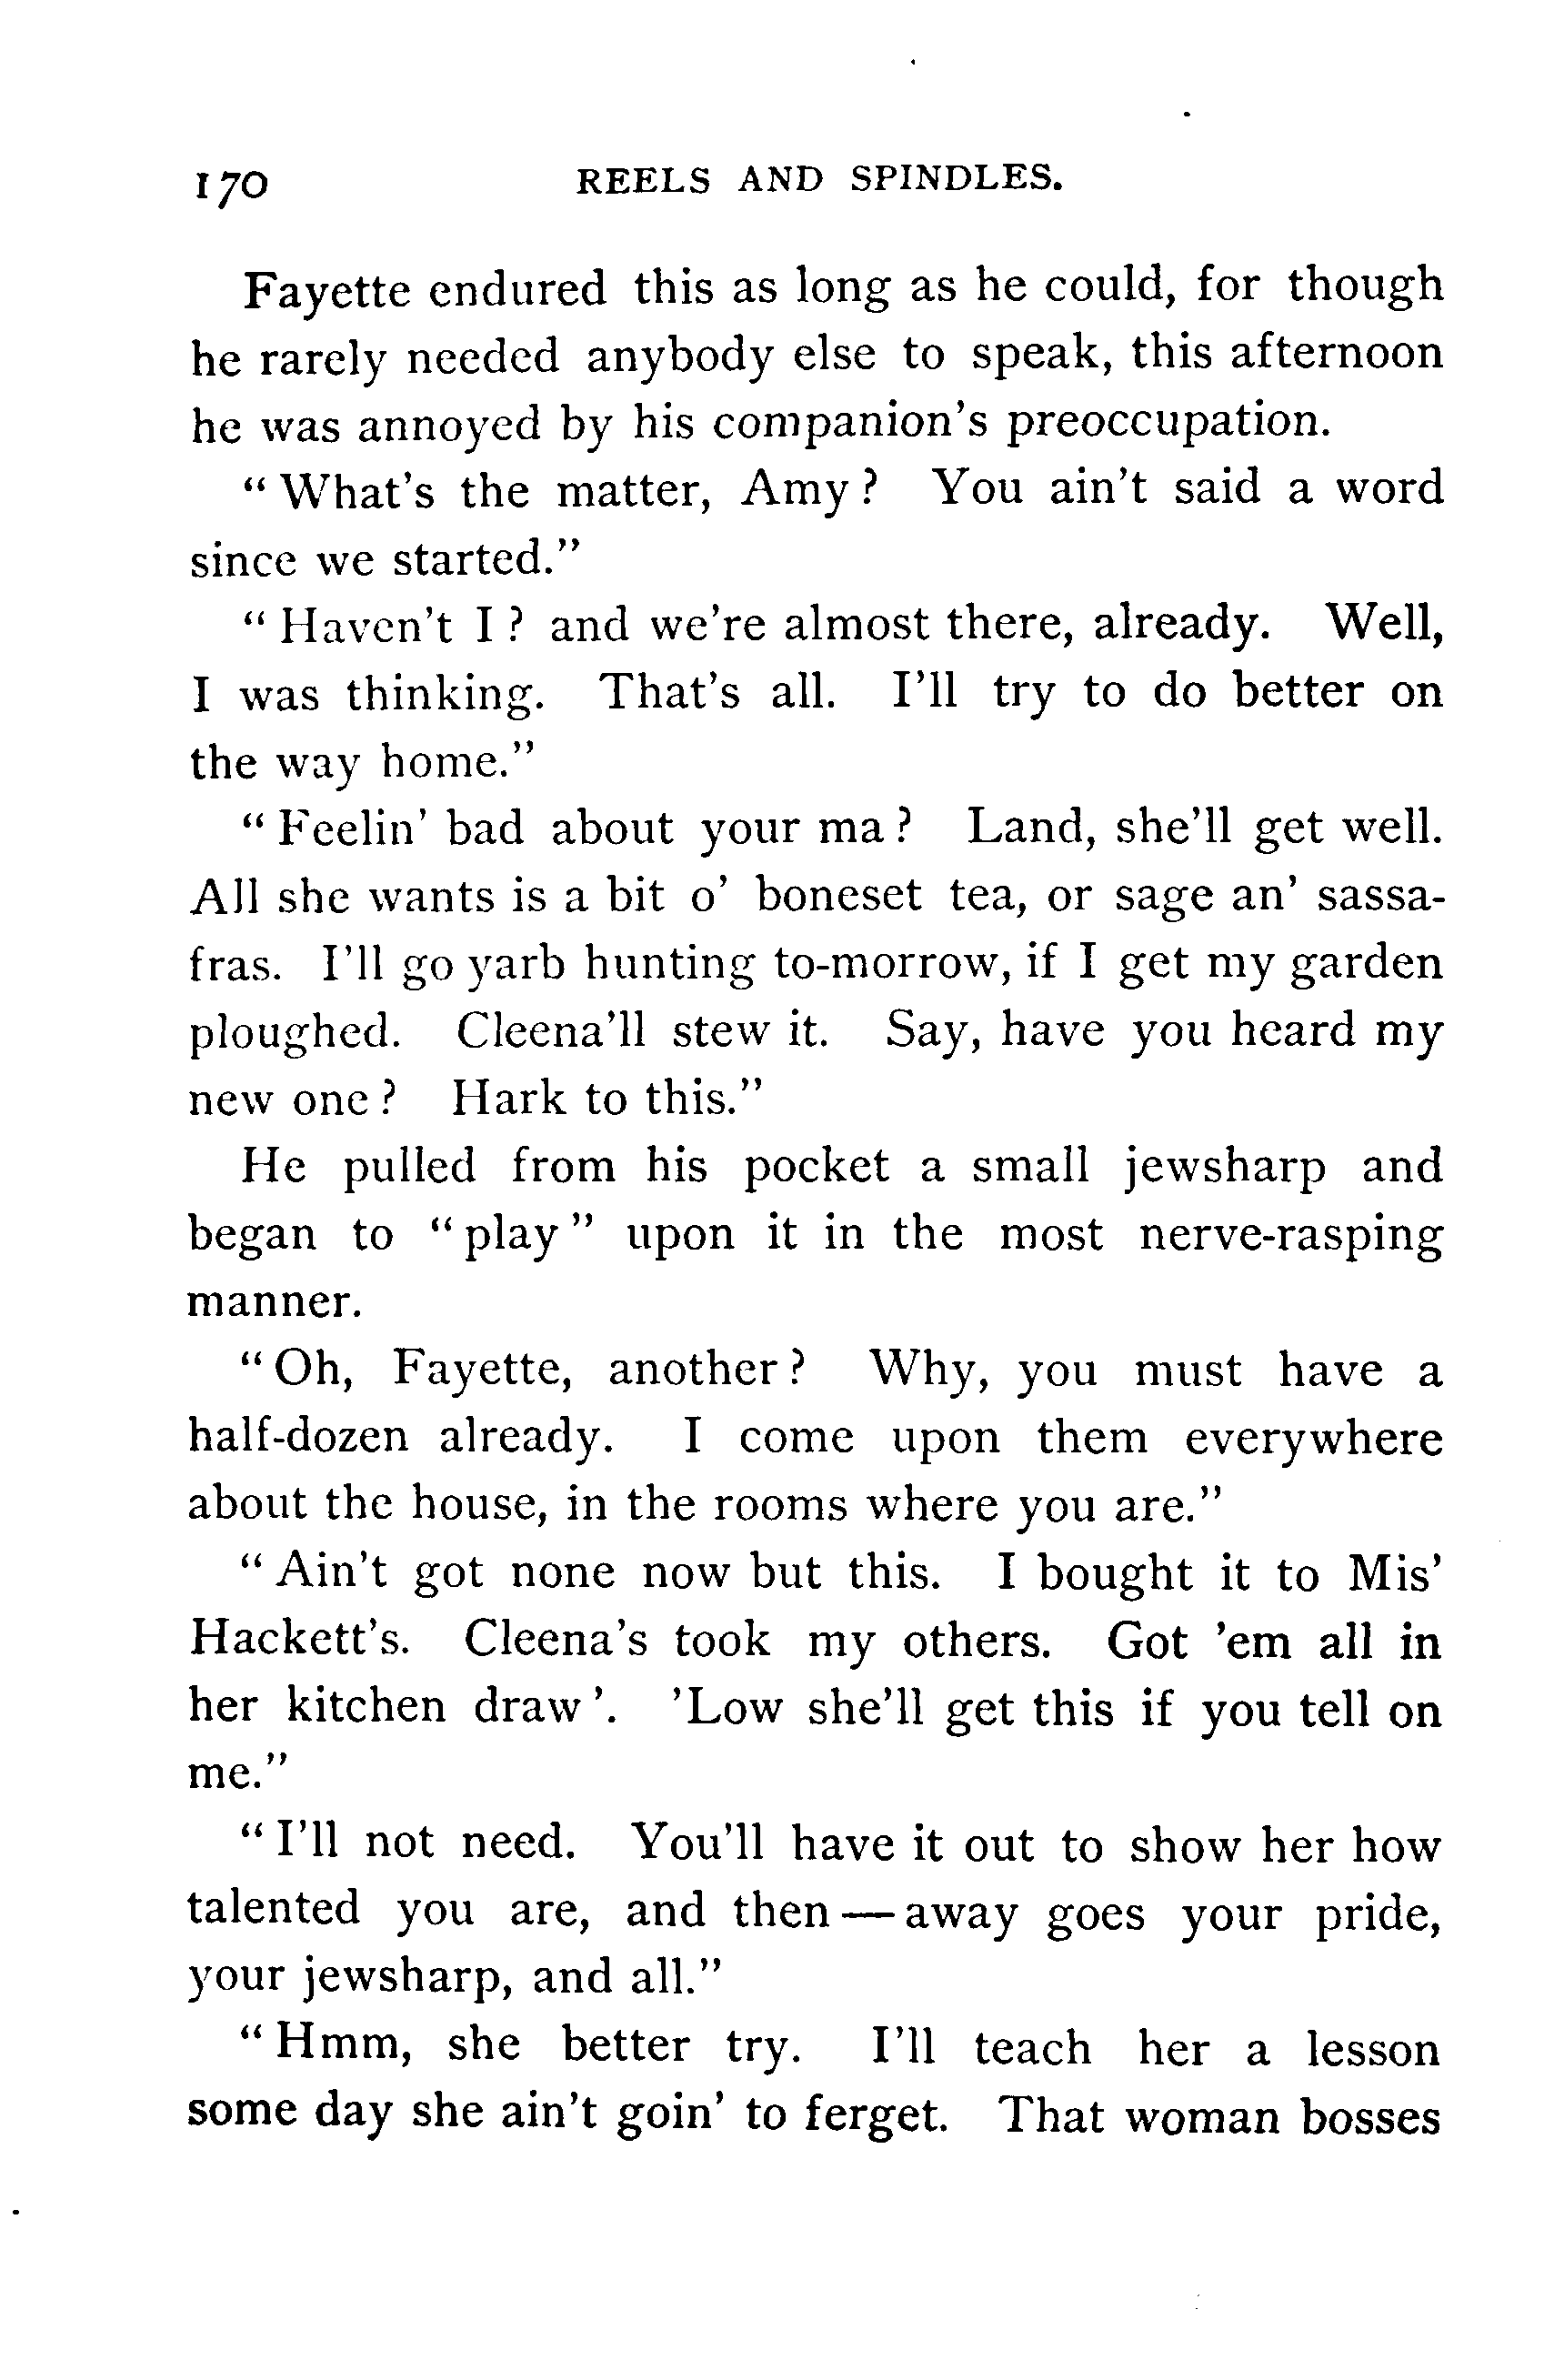 170 REELS AND SPINDLES.
Fayette endured this as long as he could, for though
he rarely needed anybody else to speak, this afternoon
he was annoyed by his companion's preoccupation.
"What's the matter, Amy? You ain't said a word
since we started."
"Haven't I? and we're almost there, already. Well,
I was thinking. That's all. I'll try to do better on
the way home."
"Feelin' bad about your ma? Land, she'll get well.
All she wants is a bit o' boneset tea, or sage an' sassa-
fras. I'll go yarb hunting to-morrow, if I get my garden
ploughed. Cleena'll stew it. Say, have you heard my
new one? Hark to this."
He pulled from his pocket a small jewsharp and
began to "play" upon it in the most nerve-rasping
manner.
"Oh, Fayette, another? Why, you must have a
half-dozen already. I come upon them everywhere
about the house, in the rooms where you are."
"Ain't got none now but this. I bought it to Mis'
Hackett's. Cleena's took my others. Got 'em all in
her kitchen draw'. 'Low she'll get this if you tell on
me."
"I'll not need. You'll have it out to show her how
talented you are, and then—away goes your pride,
your jewsharp, and all."
"Hmm, she better try. I'll teach her a lesson
some day she ain't goin' to ferget. That woman bosses